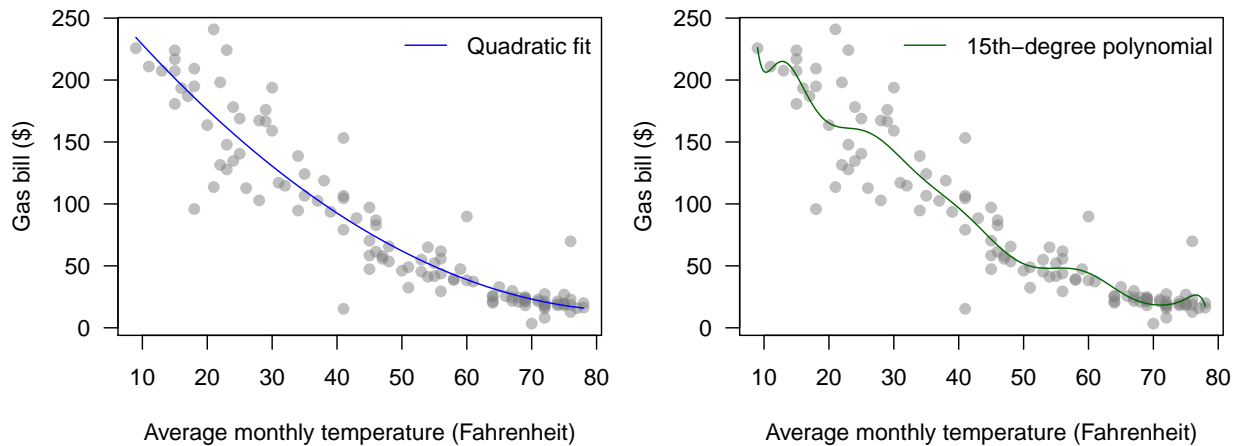 Quadratic fit
250
200
150
100
50
0
Gas bill ($)
10 20 30 40 50 60 70 80
Average monthly temperature (Fahrenheit)
15th−degree polynomial
250
200
150
100
50
0
Gas bill ($)
10 20 30 40 50 60 70 80
Average monthly temperature (Fahrenheit)